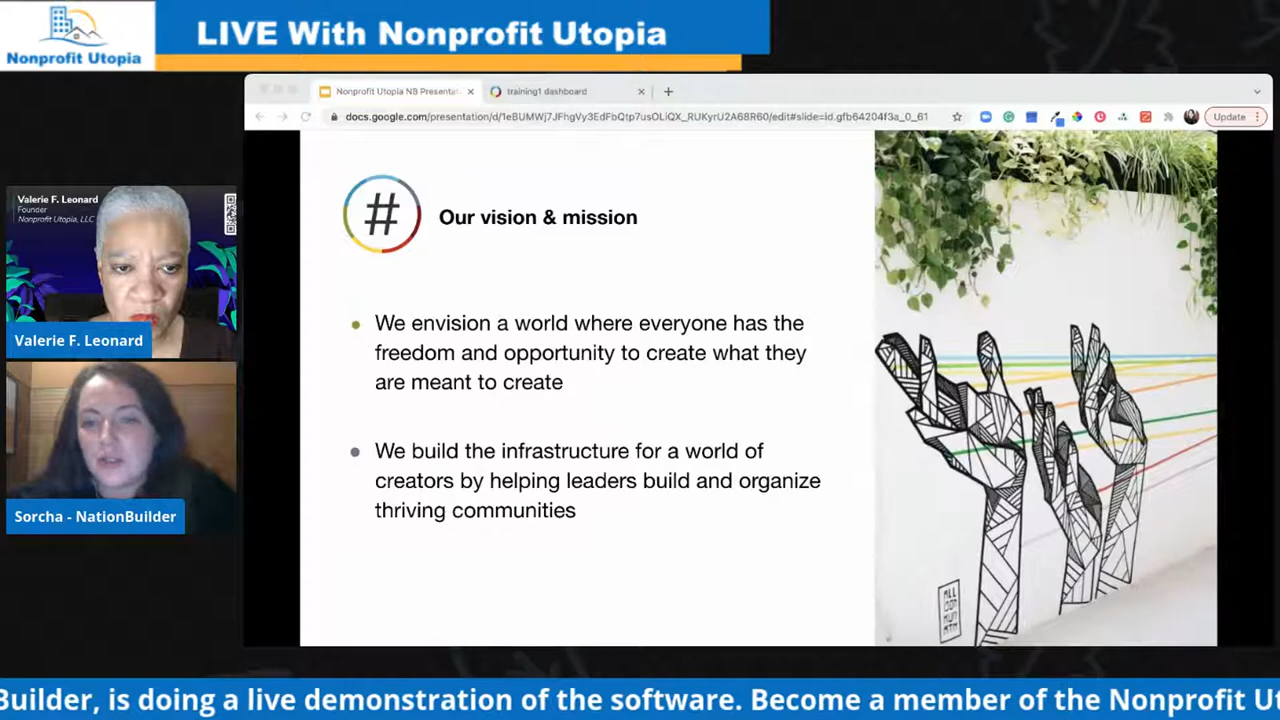 Nonprofit Utopia
LIVE With Nonprofit Utopia
Nonprofit Utopia NB Presentat
training1 dashboard
docs.google.com/presentation/d/1eBUMWj7JFhgVy3EdFbQtp7usOLiQX_RUKyrU2A68R60/edit#slide=id.gfb64204f3a_0_61
Update
#
Our vision & mission
We envision a world where everyone has the
freedom and opportunity to create what they
are meant to create
We build the infrastructure for a world of
creators by helping leaders build and organize
thriving communities
Valerie F. Leonard
Founder
Nonprofit Utopia, LLC
Valerie F. Leonard
Sorcha - NationBuilder
Builder, is doing a live demonstration of the software. Become a member of the Nonprofit Ut